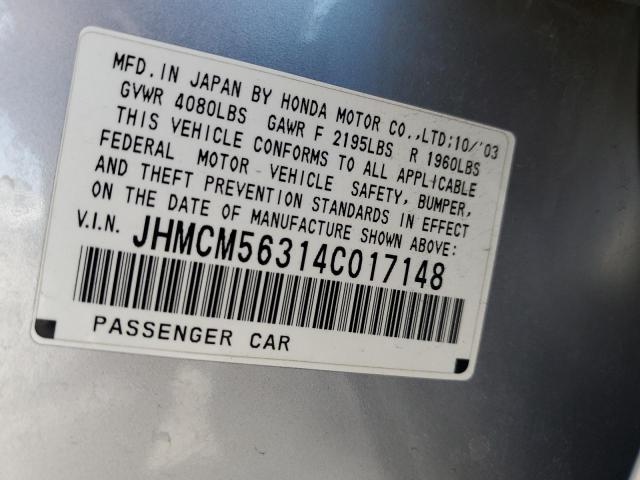 MFD. IN JAPAN BY HONDA MOTOR CO., LTD; 10/'03
GVWR 4080LBS GAWR F 2195LBS R 1960LBS
THIS VEHICLE CONFORMS TO ALL APPLICABLE
FEDERAL MOTOR VEHICLE SAFETY, BUMPER,
AND THEFT PREVENTION STANDARDS IN EFFECT
ON THE DATE OF MANUFACTURE SHOWN ABOVE:
V.I.N. JHMCM56314C017148
PASSENGER CAR